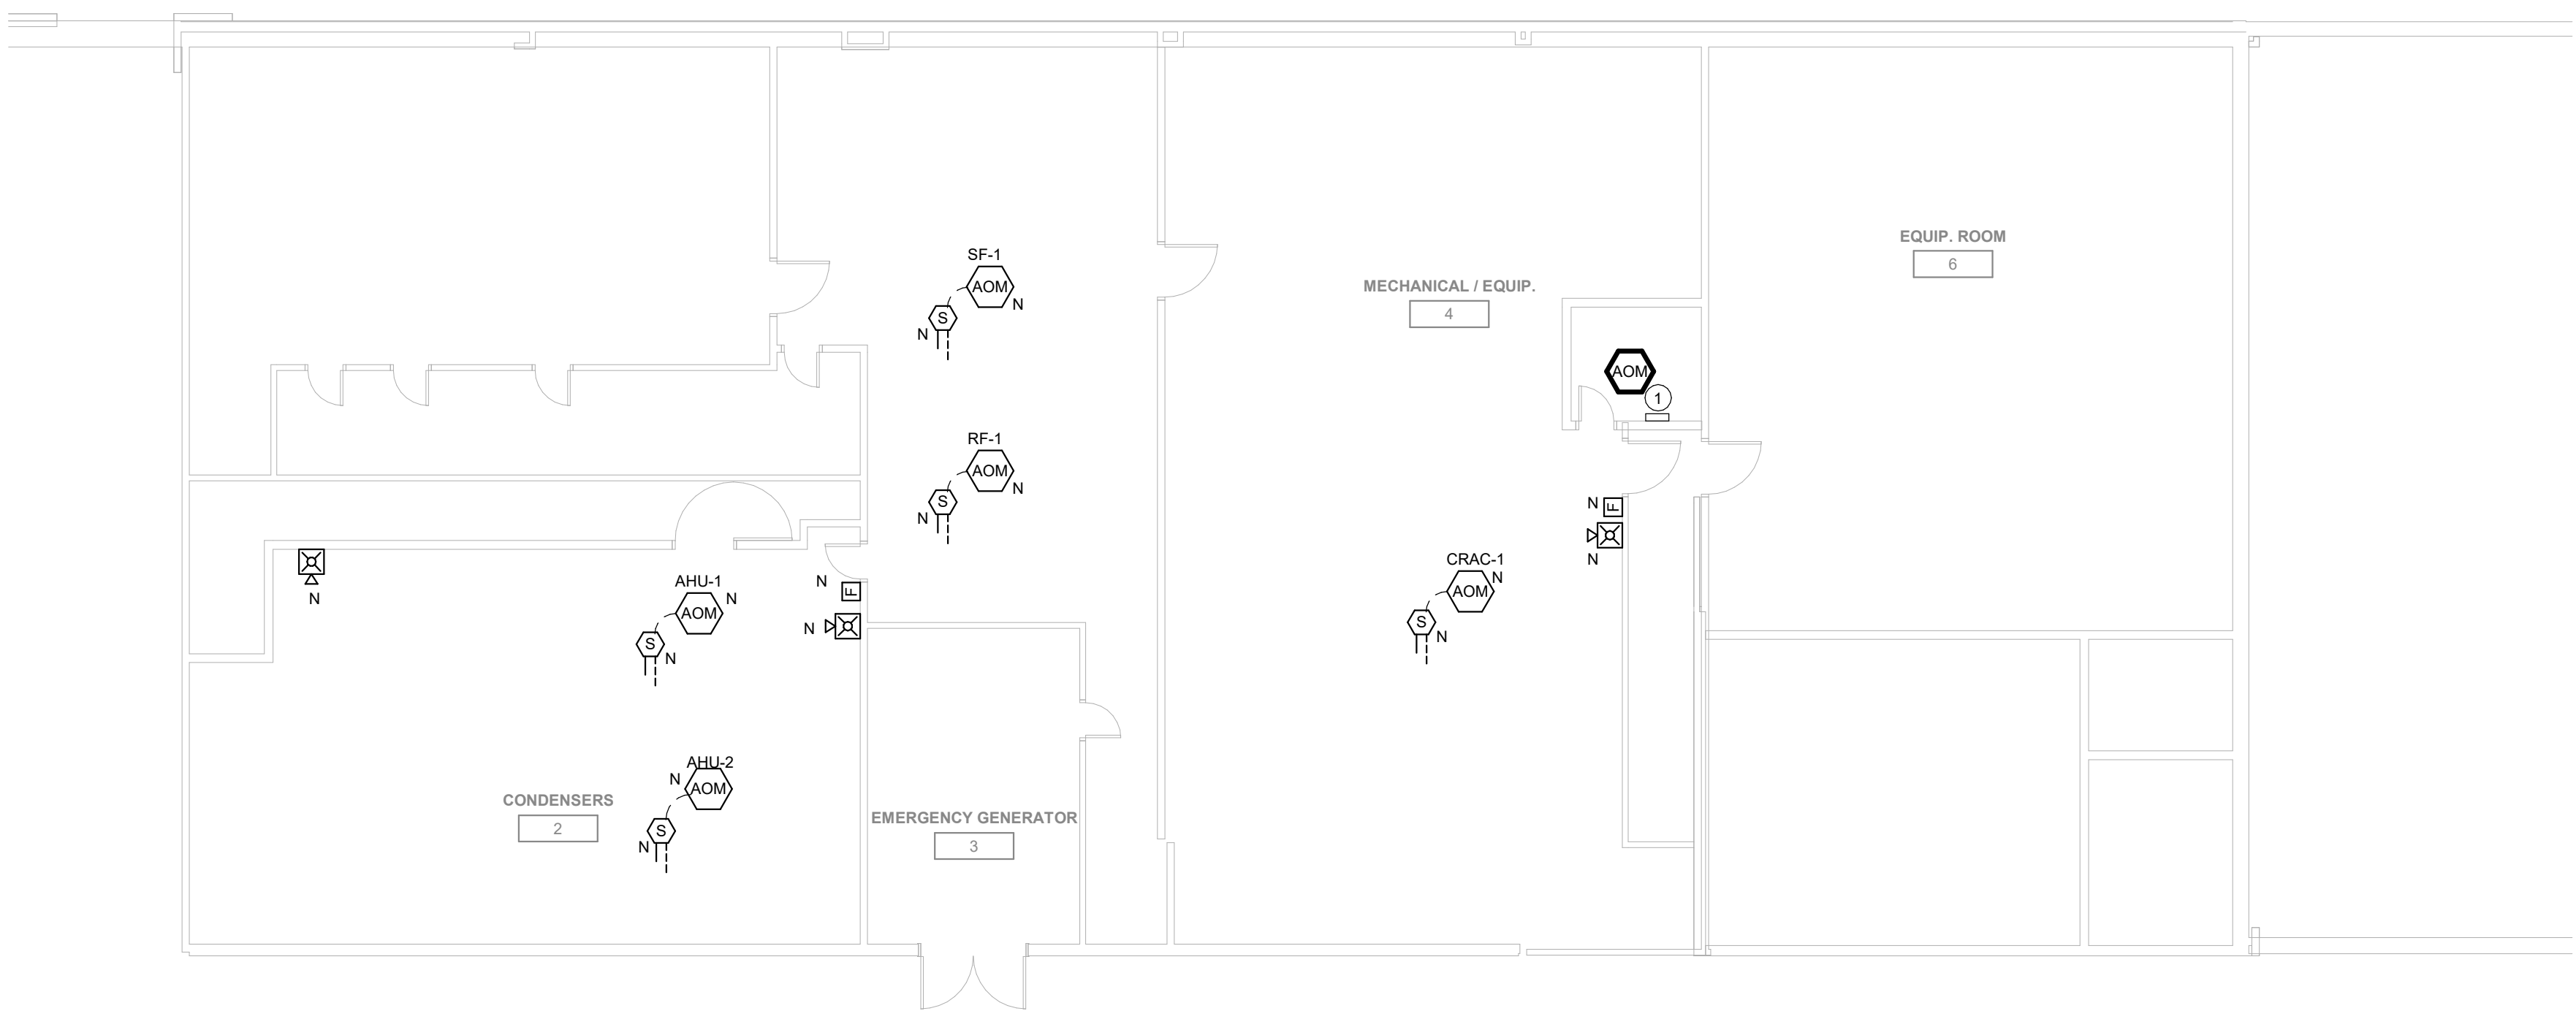 EQUIP. ROOM
6
SF-1
AOM
N
S
N
MECHANICAL / EQUIP.
4
AOM
1
RF-1
AOM
N
S
N
N
F
N
CRAC-1
N
AOM
S
N
N
AHU-1
N
AOM
S
N
N
F
N
AHU-2
N
AOM
S
N
CONDENSERS
2
EMERGENCY GENERATOR
3